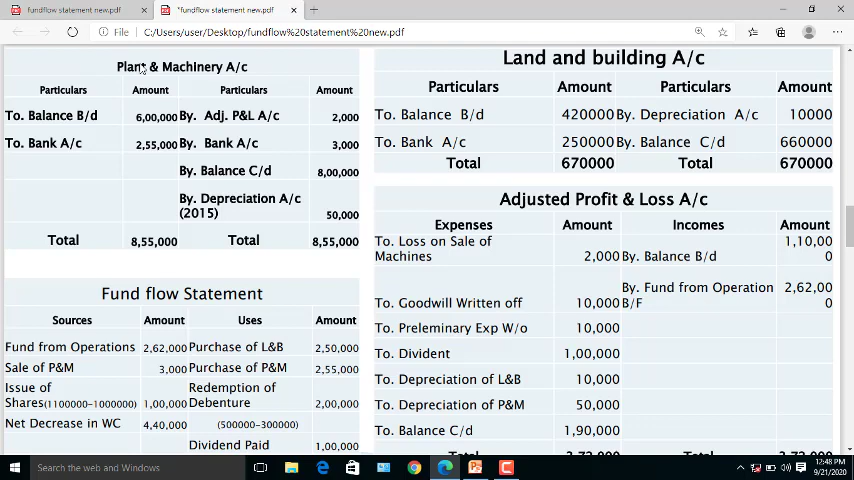 fundflow statement new.pdf
*fundflow statement new.pdf
File C:/Users/user/Desktop/fundflow%20statement%20new.pdf
Plant & Machinery A/c
Particulars Amount Particulars Amount
To. Balance B/d 6,00,000 By. Adj. P&L A/c 2,000
To. Bank A/c 2,55,000 By. Bank A/c 3,000
By. Balance C/d 8,00,000
By. Depreciation A/c
(2015) 50,000
Total 8,55,000 Total 8,55,000
Fund flow Statement
Sources Amount Uses Amount
Fund from Operations 2,62,000 Purchase of L&B 2,50,000
Sale of P&M 3,000 Purchase of P&M 2,55,000
Issue of Redemption of
Shares(1100000-1000000) 1,00,000 Debenture 2,00,000
Net Decrease in WC 4,40,000 (500000-300000)
Dividend Paid 1,00,000
Land and building A/c
Particulars Amount Particulars Amount
To. Balance B/d 420000 By. Depreciation A/c 10000
To. Bank A/c 250000 By. Balance C/d 660000
Total 670000 Total 670000
Adjusted Profit & Loss A/c
Expenses Amount Incomes Amount
To. Loss on Sale of 1,10,00
Machines 2,000 By. Balance B/d 0
By. Fund from Operation 2,62,00
To. Goodwill Written off 10,000 B/F 0
To. Preleminary Exp W/o 10,000
To. Divident 1,00,000
To. Depreciation of L&B 10,000
To. Depreciation of P&M 50,000
To. Balance C/d 1,90,000
Search the web and Windows
12:48 PM
9/21/2020